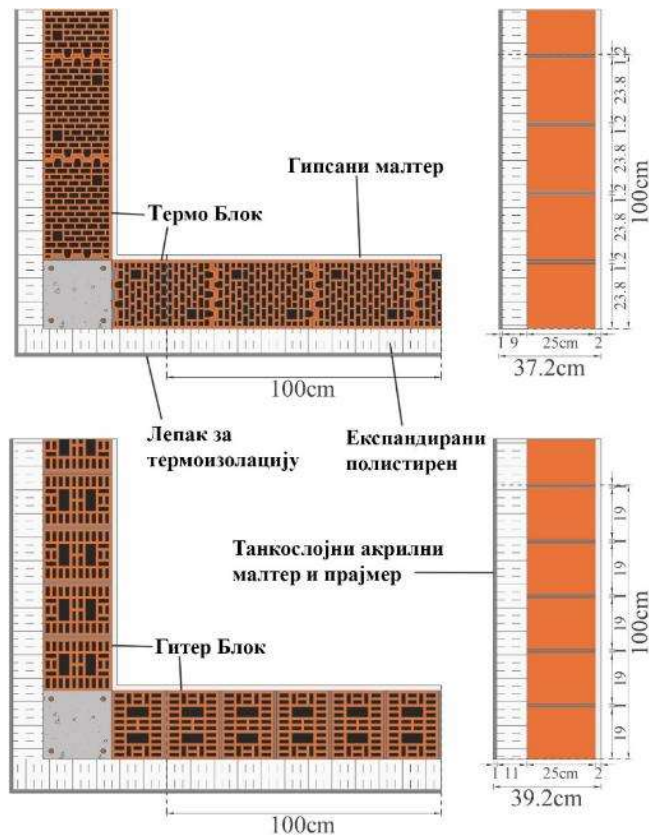 1.2
23.8
1.2
23.8
1.2
23.8
1.2
23.8
100cm
Гипсани малтер
Термо Блок
1 9 25cm 2
37.2cm
100cm
Лепак за
термоизолацију
Експандирани
полистирен
1
19
1
19
1
19
1
19
1
19
100cm
Танкослојни акрилни
малтер и прајмер
Гитер Блок
1 11 25cm 2
39.2cm
100cm